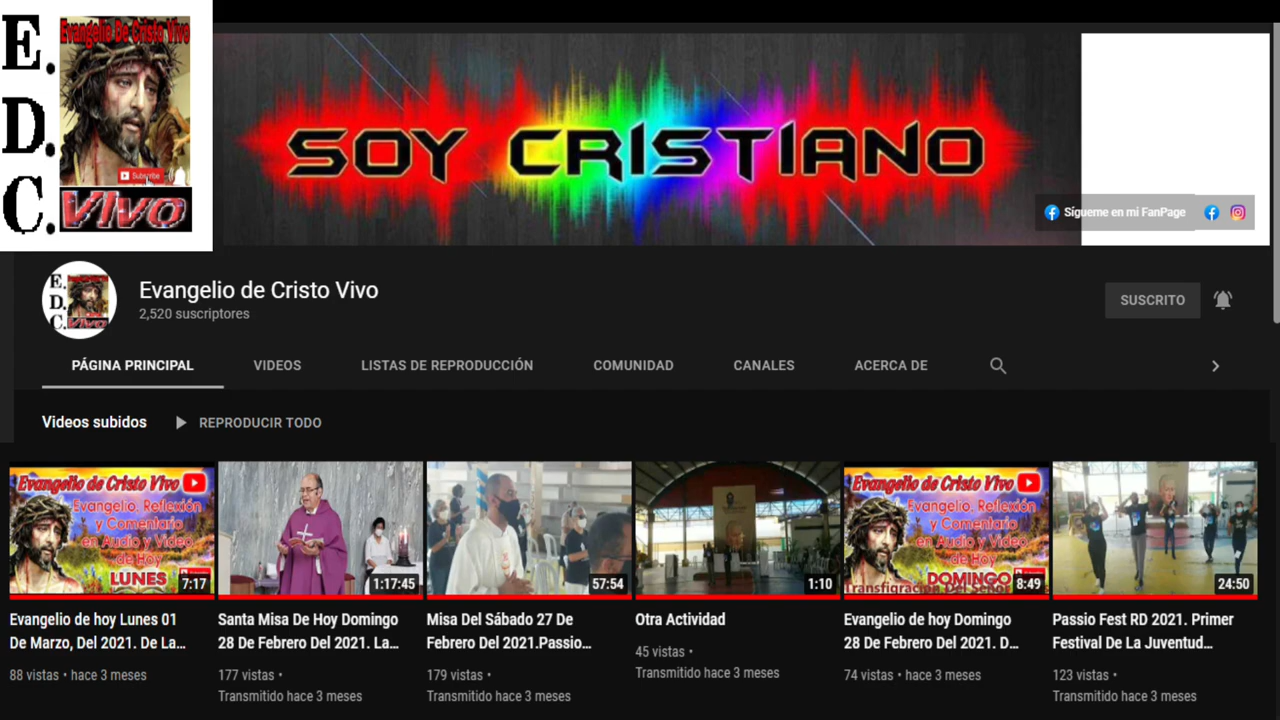 E.
D.
C.
Evangelio De Cristo Vivo
Subscribe
Vivo
SOY CRISTIANO
Sígueme en mi FanPage
E.
D.
C.
Vivo
Evangelio de Cristo Vivo
2,520 suscriptores
SUSCRITO
PÁGINA PRINCIPAL
VIDEOS
LISTAS DE REPRODUCCIÓN
COMUNIDAD
CANALES
ACERCA DE
Videos subidos
REPRODUCIR TODO
Evangelio de Cristo Vivo
Evangelio, Reflexión
y Comentario
en Audio y Video
de Hoy
LUNES
7:17
Evangelio de hoy Lunes 01
De Marzo, Del 2021. De La...
88 vistas • hace 3 meses
1:17:45
Santa Misa De Hoy Domingo
28 De Febrero Del 2021. La...
177 vistas •
Transmitido hace 3 meses
57:54
Misa Del Sábado 27 De
Febrero Del 2021.Passio...
179 vistas •
Transmitido hace 3 meses
1:10
Otra Actividad
45 vistas •
Transmitido hace 3 meses
Evangelio de Cristo Vivo
Evangelio, Reflexión
y Comentario
en Audio y Video
de Hoy
DOMINGO
Transfigración Del Señor
8:49
Evangelio de hoy Domingo
28 De Febrero Del 2021. D...
74 vistas • hace 3 meses
24:50
Passio Fest RD 2021. Primer
Festival De La Juventud...
123 vistas •
Transmitido hace 3 meses